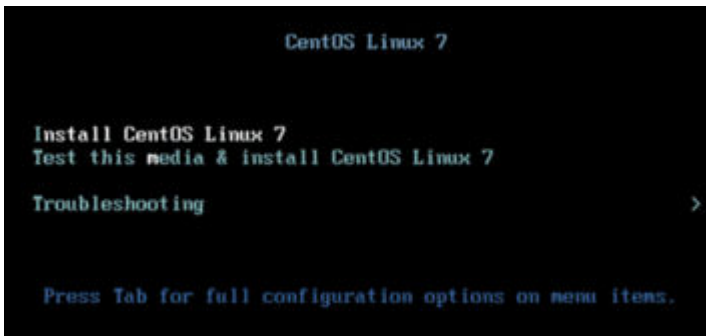 CentOS Linux 7
Install CentOS Linux 7
Test this media & install CentOS Linux 7
Troubleshooting >
Press Tab for full configuration options on menu items.